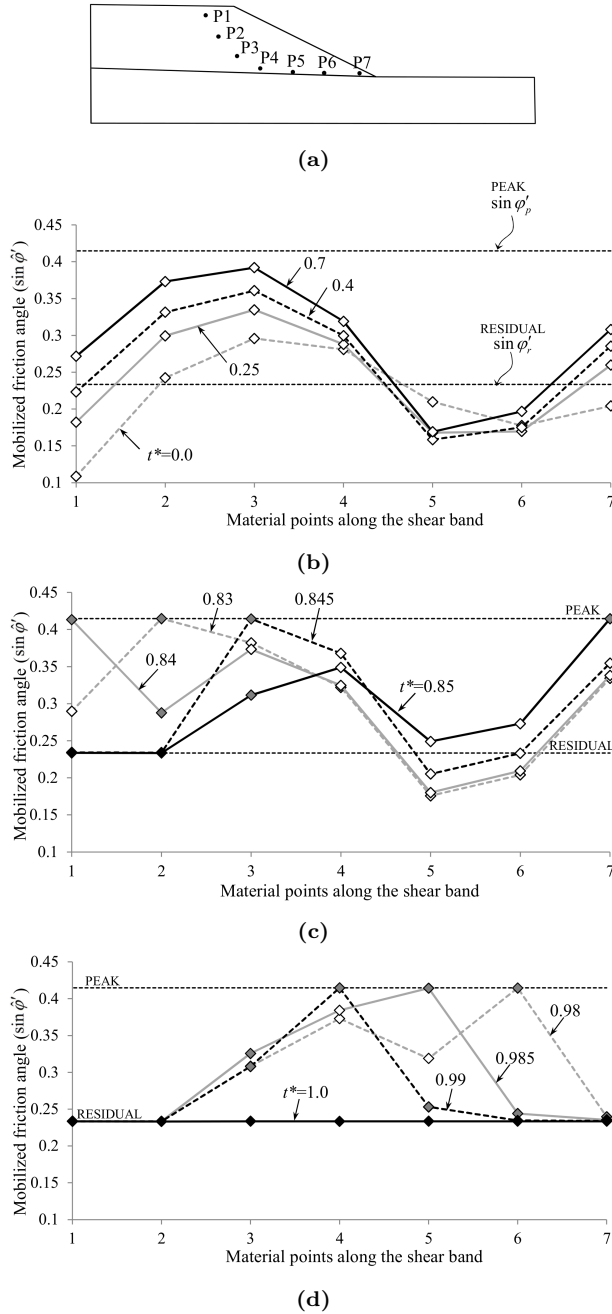 P1
P2
P3
P4 P5 P6 P7
(a)
PEAK
sin φ′p
0.45
0.4
0.35
0.3
0.25
0.2
0.15
0.1
Mobilized friction angle (sin φ̂′)
0.7
0.4
0.25
t*=0.0
RESIDUAL
sin φ′r
1 2 3 4 5 6 7
Material points along the shear band
(b)
0.45
0.4
0.35
0.3
0.25
0.2
0.15
0.1
Mobilized friction angle (sin φ̂′)
0.83
0.845
PEAK
0.84
t*=0.85
RESIDUAL
1 2 3 4 5 6 7
Material points along the shear band
(c)
0.45
0.4
0.35
0.3
0.25
0.2
0.15
0.1
Mobilized friction angle (sin φ̂′)
PEAK
0.98
0.985
0.99
t*=1.0
RESIDUAL
1 2 3 4 5 6 7
Material points along the shear band
(d)